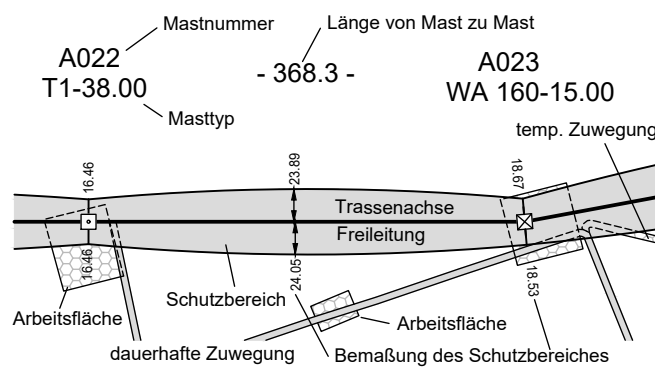 Mastnummer
Länge von Mast zu Mast
A022
T1-38.00
- 368.3 -
A023
WA 160-15.00
Masttyp
temp. Zuwegung
16.46
23.89
18.67
Trassenachse
Freileitung
16.46
24.05
18.53
Schutzbereich
Arbeitsfläche
Arbeitsfläche
dauerhafte Zuwegung
Bemaßung des Schutzbereiches